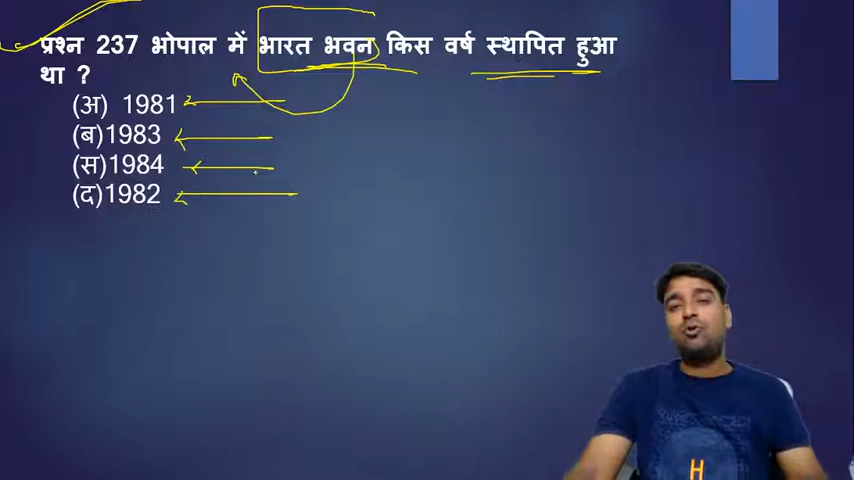 प्रश्न 237 भोपाल में भारत भवन किस वर्ष स्थापित हुआ
था ?
(अ) 1981
(ब)1983
(स)1984
(द)1982
H